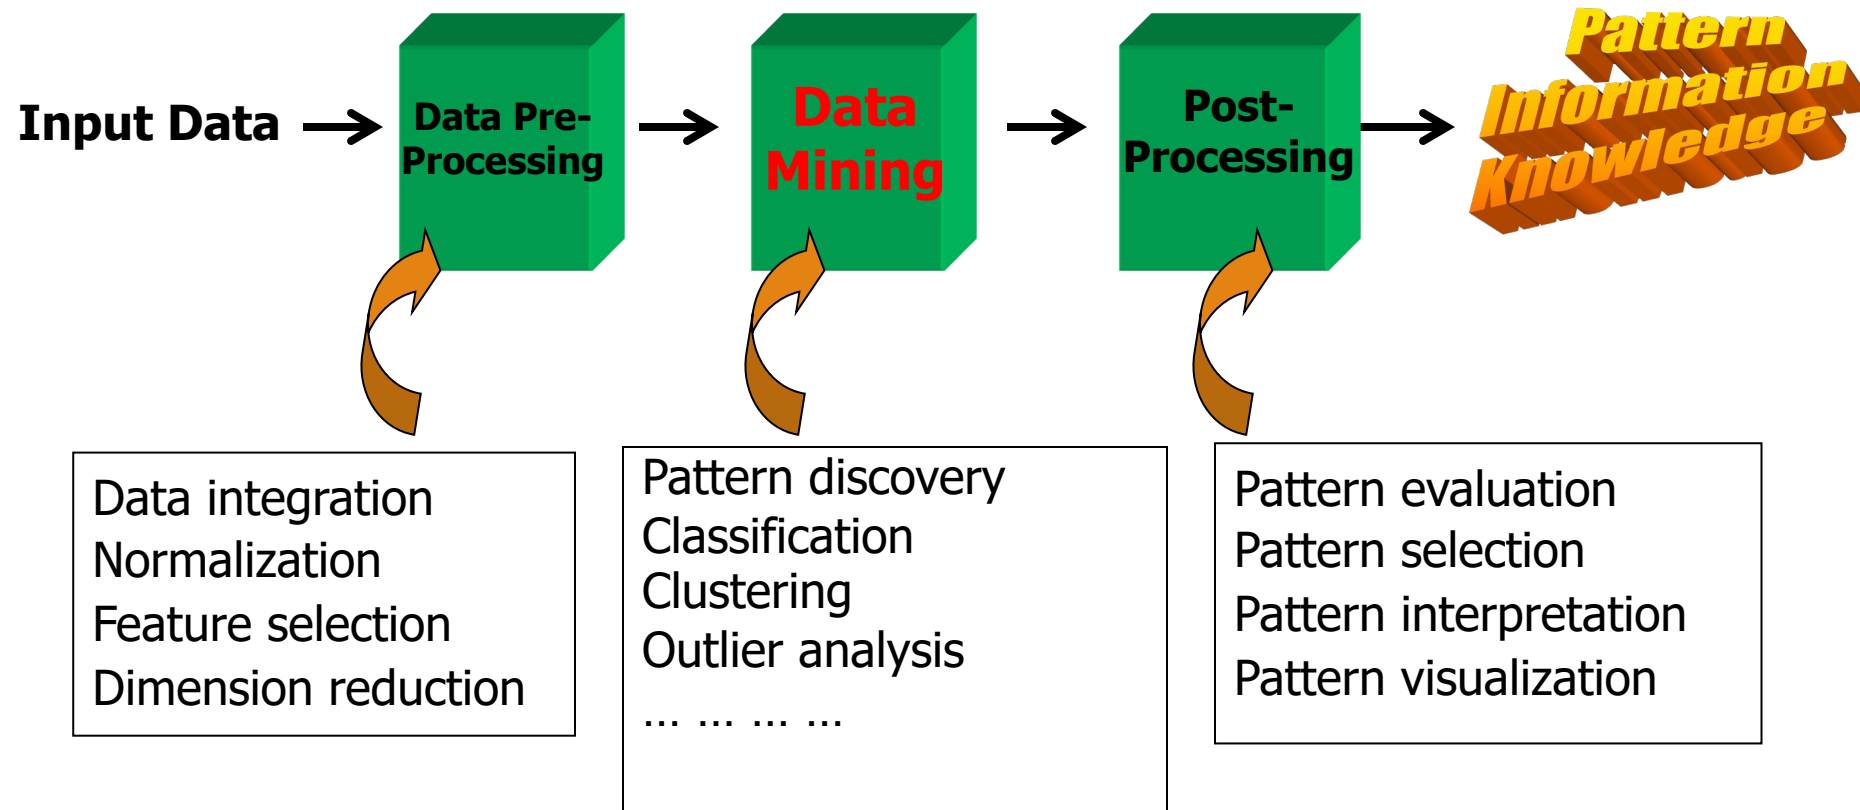 Input Data
Data Pre-
Processing
Data
Mining
Post-
Processing
Pattern
Information
Knowledge
Data integration
Normalization
Feature selection
Dimension reduction
Pattern discovery
Classification
Clustering
Outlier analysis
… … … …
Pattern evaluation
Pattern selection
Pattern interpretation
Pattern visualization